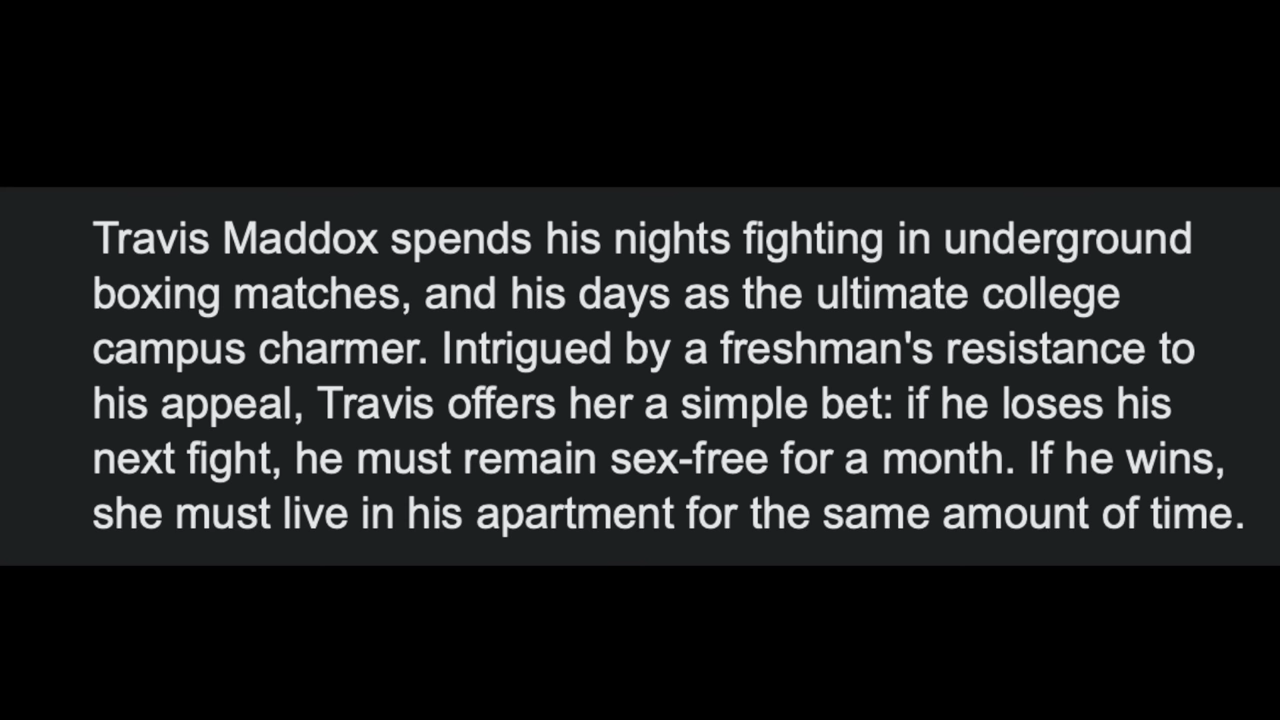 Travis Maddox spends his nights fighting in underground
boxing matches, and his days as the ultimate college
campus charmer. Intrigued by a freshman's resistance to
his appeal, Travis offers her a simple bet: if he loses his
next fight, he must remain sex-free for a month. If he wins,
she must live in his apartment for the same amount of time.